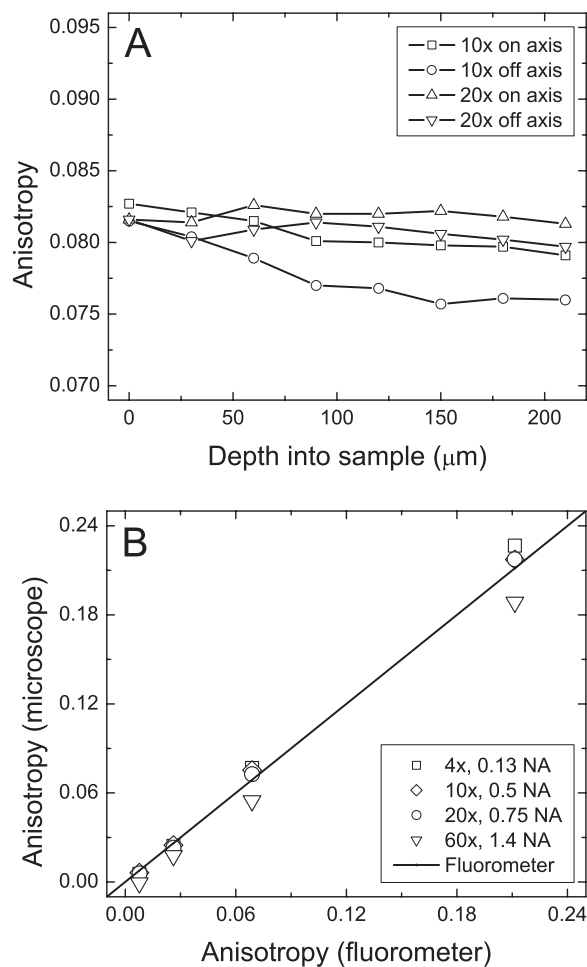 0.095
A
10x on axis
10x off axis
20x on axis
20x off axis
0.090
0.085
0.080
0.075
0.070
Anisotropy
0 50 100 150 200
Depth into sample (μm)
0.24
B
0.18
0.12
0.06
0.00
Anisotropy (microscope)
4x, 0.13 NA
10x, 0.5 NA
20x, 0.75 NA
60x, 1.4 NA
Fluorometer
0.00 0.06 0.12 0.18 0.24
Anisotropy (fluorometer)